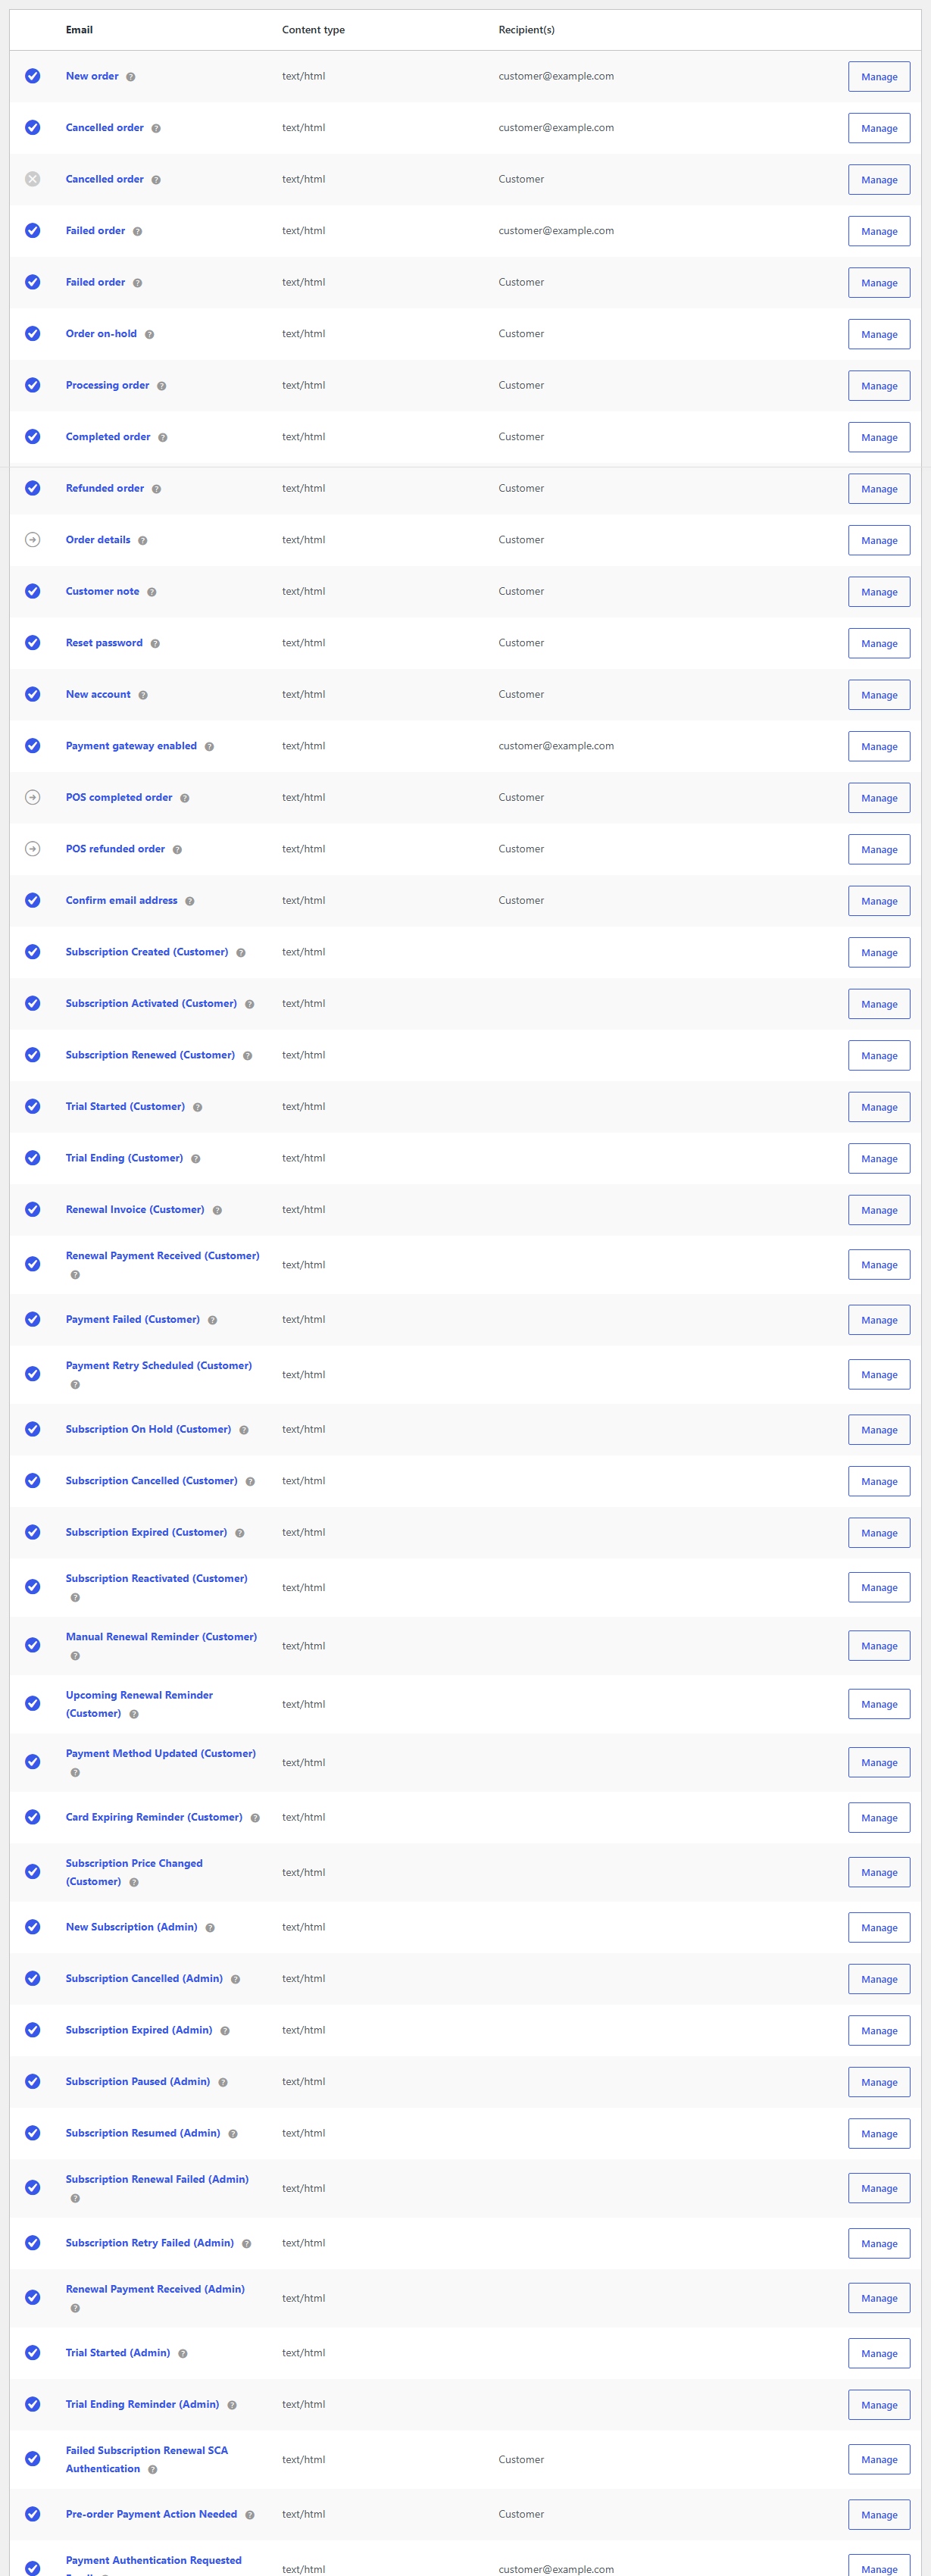 Email Content type Recipient(s)
New order text/html customer@example.com Manage
Cancelled order text/html customer@example.com Manage
Cancelled order text/html Customer Manage
Failed order text/html customer@example.com Manage
Failed order text/html Customer Manage
Order on-hold text/html Customer Manage
Processing order text/html Customer Manage
Completed order text/html Customer Manage
Refunded order text/html Customer Manage
Order details text/html Customer Manage
Customer note text/html Customer Manage
Reset password text/html Customer Manage
New account text/html Customer Manage
Payment gateway enabled text/html customer@example.com Manage
POS completed order text/html Customer Manage
POS refunded order text/html Customer Manage
Confirm email address text/html Customer Manage
Subscription Created (Customer) text/html Manage
Subscription Activated (Customer) text/html Manage
Subscription Renewed (Customer) text/html Manage
Trial Started (Customer) text/html Manage
Trial Ending (Customer) text/html Manage
Renewal Invoice (Customer) text/html Manage
Renewal Payment Received (Customer) text/html Manage
Payment Failed (Customer) text/html Manage
Payment Retry Scheduled (Customer) text/html Manage
Subscription On Hold (Customer) text/html Manage
Subscription Cancelled (Customer) text/html Manage
Subscription Expired (Customer) text/html Manage
Subscription Reactivated (Customer) text/html Manage
Manual Renewal Reminder (Customer) text/html Manage
Upcoming Renewal Reminder
(Customer) text/html Manage
Payment Method Updated (Customer) text/html Manage
Card Expiring Reminder (Customer) text/html Manage
Subscription Price Changed
(Customer) text/html Manage
New Subscription (Admin) text/html Manage
Subscription Cancelled (Admin) text/html Manage
Subscription Expired (Admin) text/html Manage
Subscription Paused (Admin) text/html Manage
Subscription Resumed (Admin) text/html Manage
Subscription Renewal Failed (Admin) text/html Manage
Subscription Retry Failed (Admin) text/html Manage
Renewal Payment Received (Admin) text/html Manage
Trial Started (Admin) text/html Manage
Trial Ending Reminder (Admin) text/html Manage
Failed Subscription Renewal SCA
Authentication text/html Customer Manage
Pre-order Payment Action Needed text/html Customer Manage
Payment Authentication Requested
text/html customer@example.com Manage